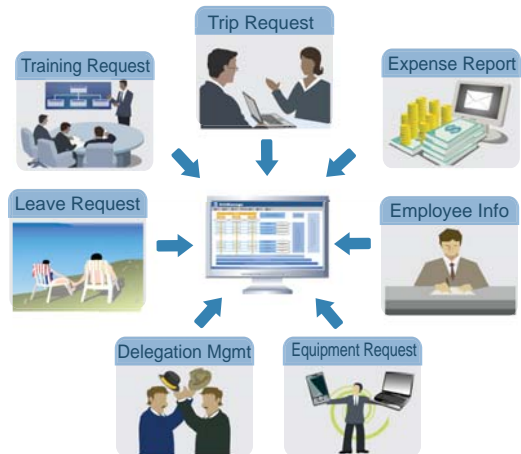 Trip Request
Training Request
Expense Report
Leave Request
Employee Info
Delegation Mgmt
Equipment Request